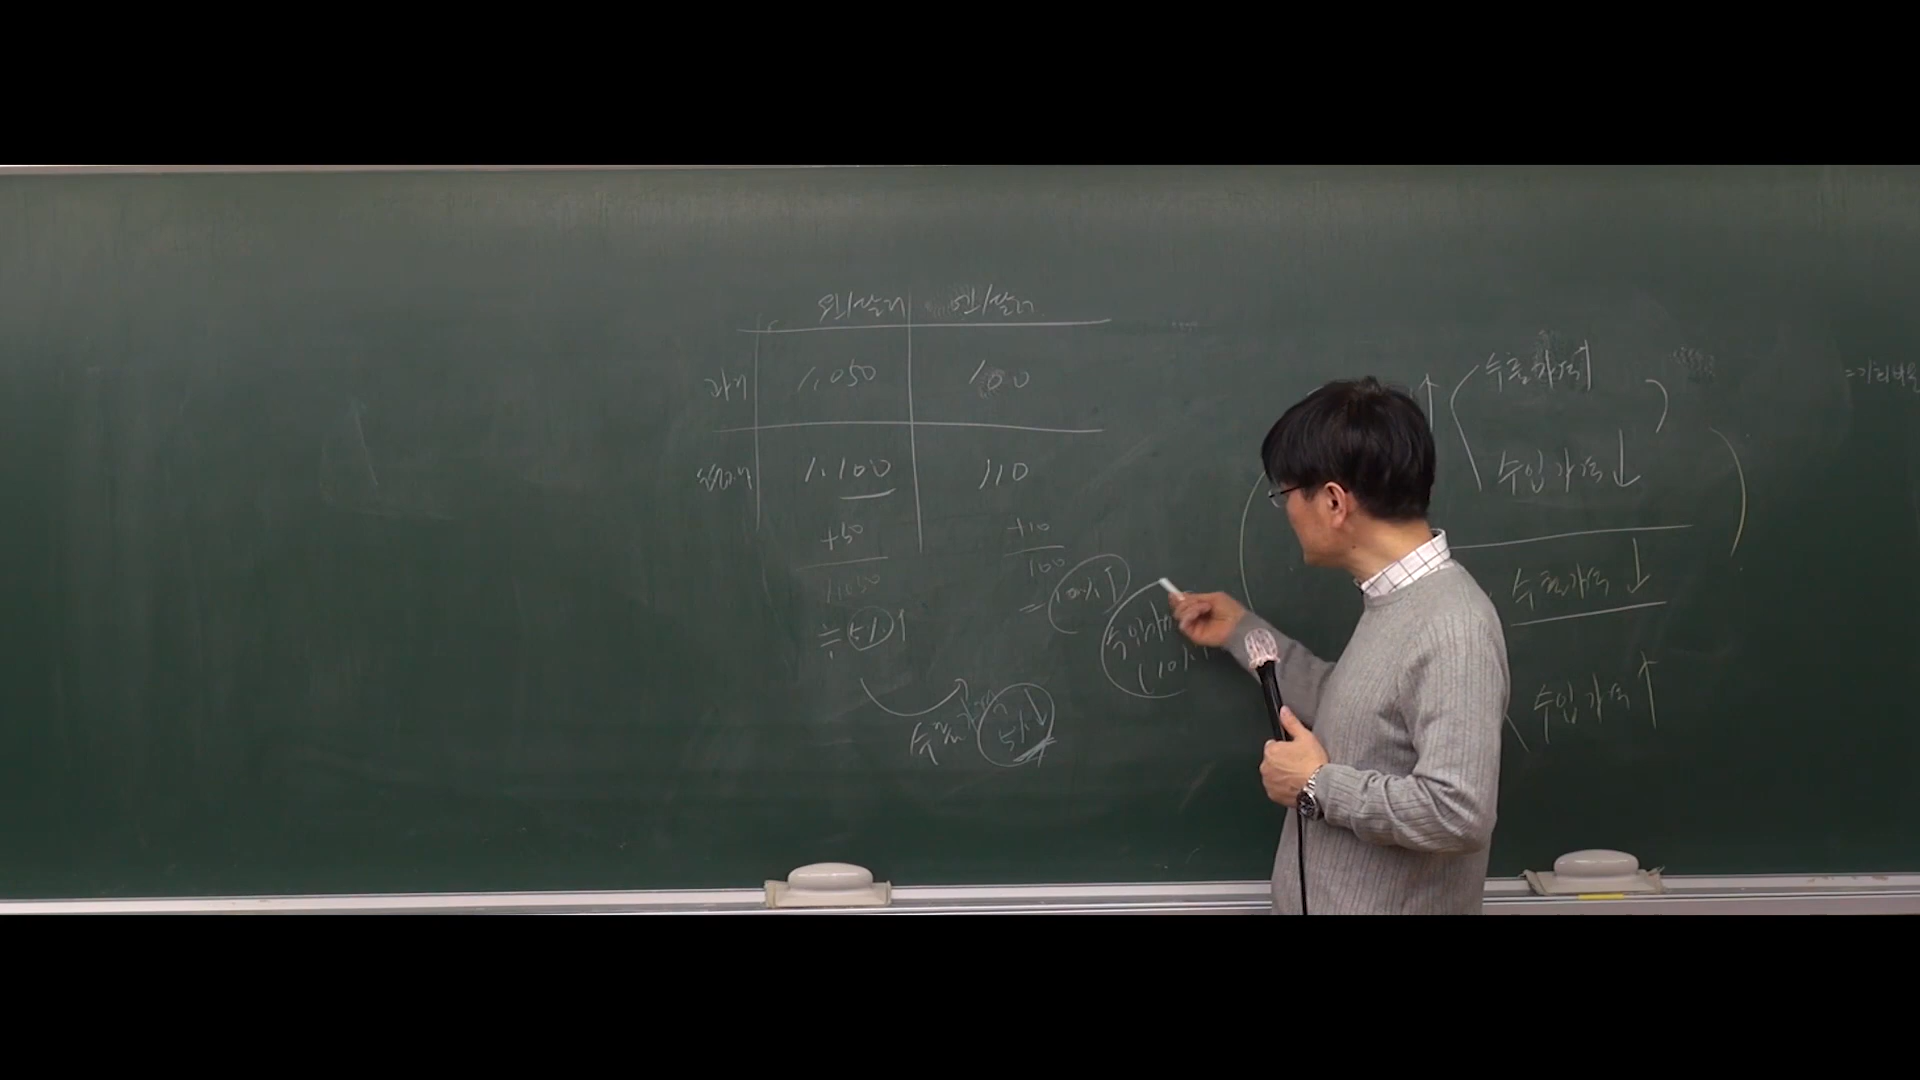 원/달러 엔/달러
과거 1,050 100
현재 1,100 110
+50
1,050
≒ 5% ↑
+10
100
= 10% ↑
수출가격 5% ↓
수입가
(10%
↑
수출가격 ↑
수입가격 ↓
수출가격 ↓
수입가격 ↑